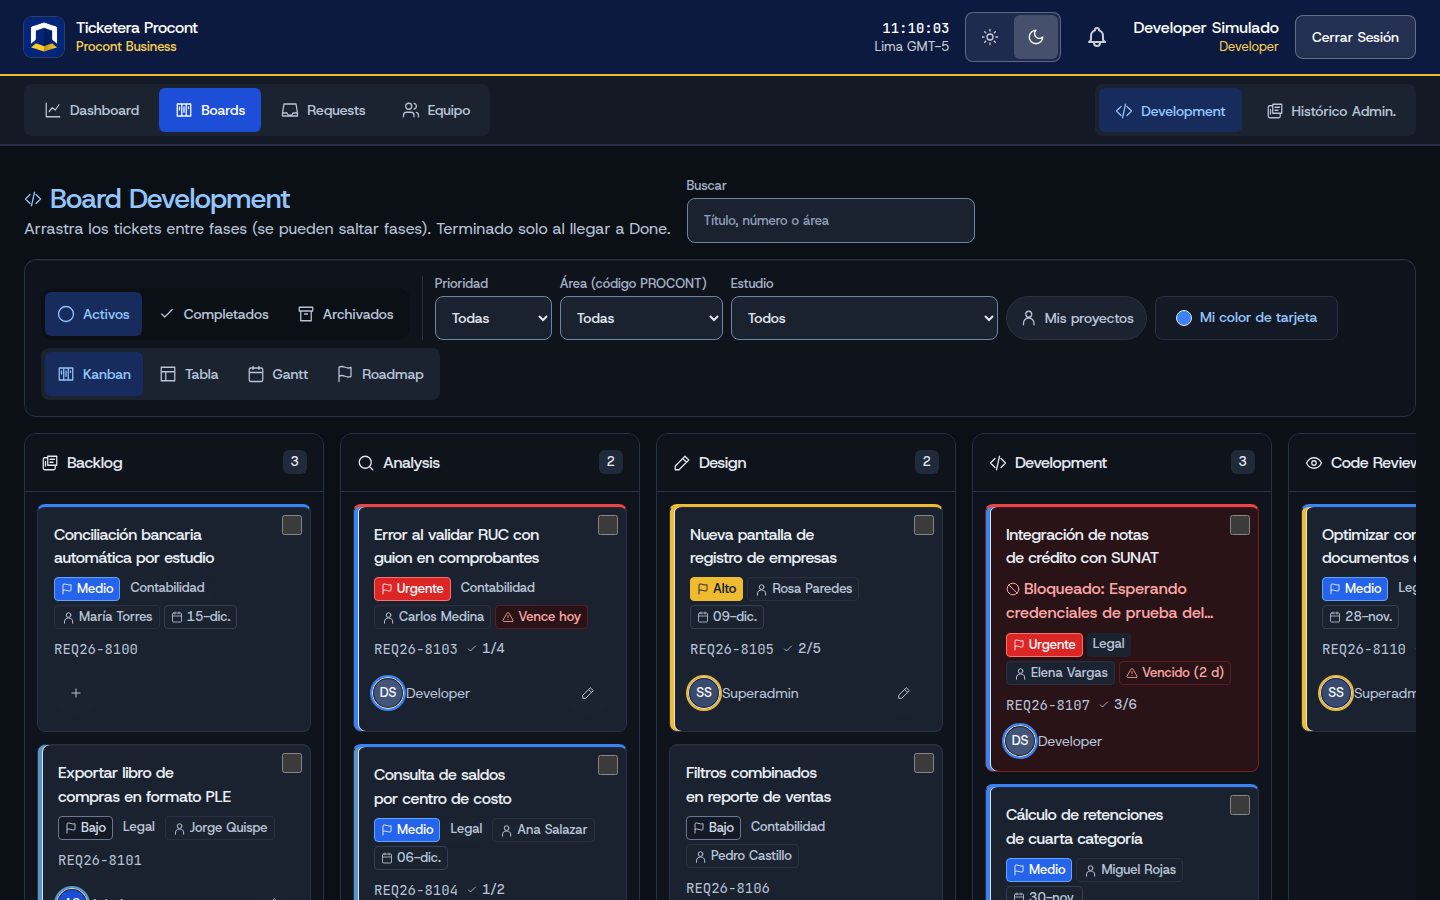 Ticketera Procont
Procont Business
11:10:03
Lima GMT-5
Developer Simulado
Developer
Cerrar Sesión
Dashboard
Boards
Requests
Equipo
Development
Histórico Admin.
Board Development
Arrastra los tickets entre fases (se pueden saltar fases). Terminado solo al llegar a Done.
Buscar
Título, número o área
Activos
Completados
Archivados
Prioridad
Todas
Área (código PROCONT)
Todas
Estudio
Todos
Mis proyectos
Mi color de tarjeta
Kanban
Tabla
Gantt
Roadmap
Backlog
3
Conciliación bancaria
automática por estudio
Medio
Contabilidad
María Torres
15-dic.
REQ26-8100
+
Exportar libro de
compras en formato PLE
Bajo
Legal
Jorge Quispe
REQ26-8101
Analysis
2
Error al validar RUC con
guion en comprobantes
Urgente
Contabilidad
Carlos Medina
Vence hoy
REQ26-8103
1/4
DS
Developer
Consulta de saldos
por centro de costo
Medio
Legal
Ana Salazar
06-dic.
REQ26-8104
1/2
Design
2
Nueva pantalla de
registro de empresas
Alto
Rosa Paredes
09-dic.
REQ26-8105
2/5
SS
Superadmin
Filtros combinados
en reporte de ventas
Bajo
Contabilidad
Pedro Castillo
REQ26-8106
Development
3
Integración de notas
de crédito con SUNAT
Bloqueado: Esperando
credenciales de prueba del...
Urgente
Legal
Elena Vargas
Vencido (2 d)
REQ26-8107
3/6
DS
Developer
Cálculo de retenciones
de cuarta categoría
Medio
Miguel Rojas
30-nov.
Code Review
Optimizar con
documentos
Medio
Leg
28-nov.
REQ26-8110
SS
Superadm